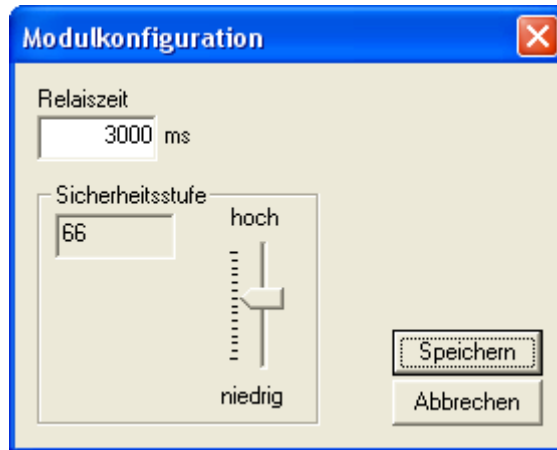 Modulkonfiguration
Relaiszeit
3000 ms
Sicherheitsstufe
66
hoch
niedrig
Speichern
Abbrechen